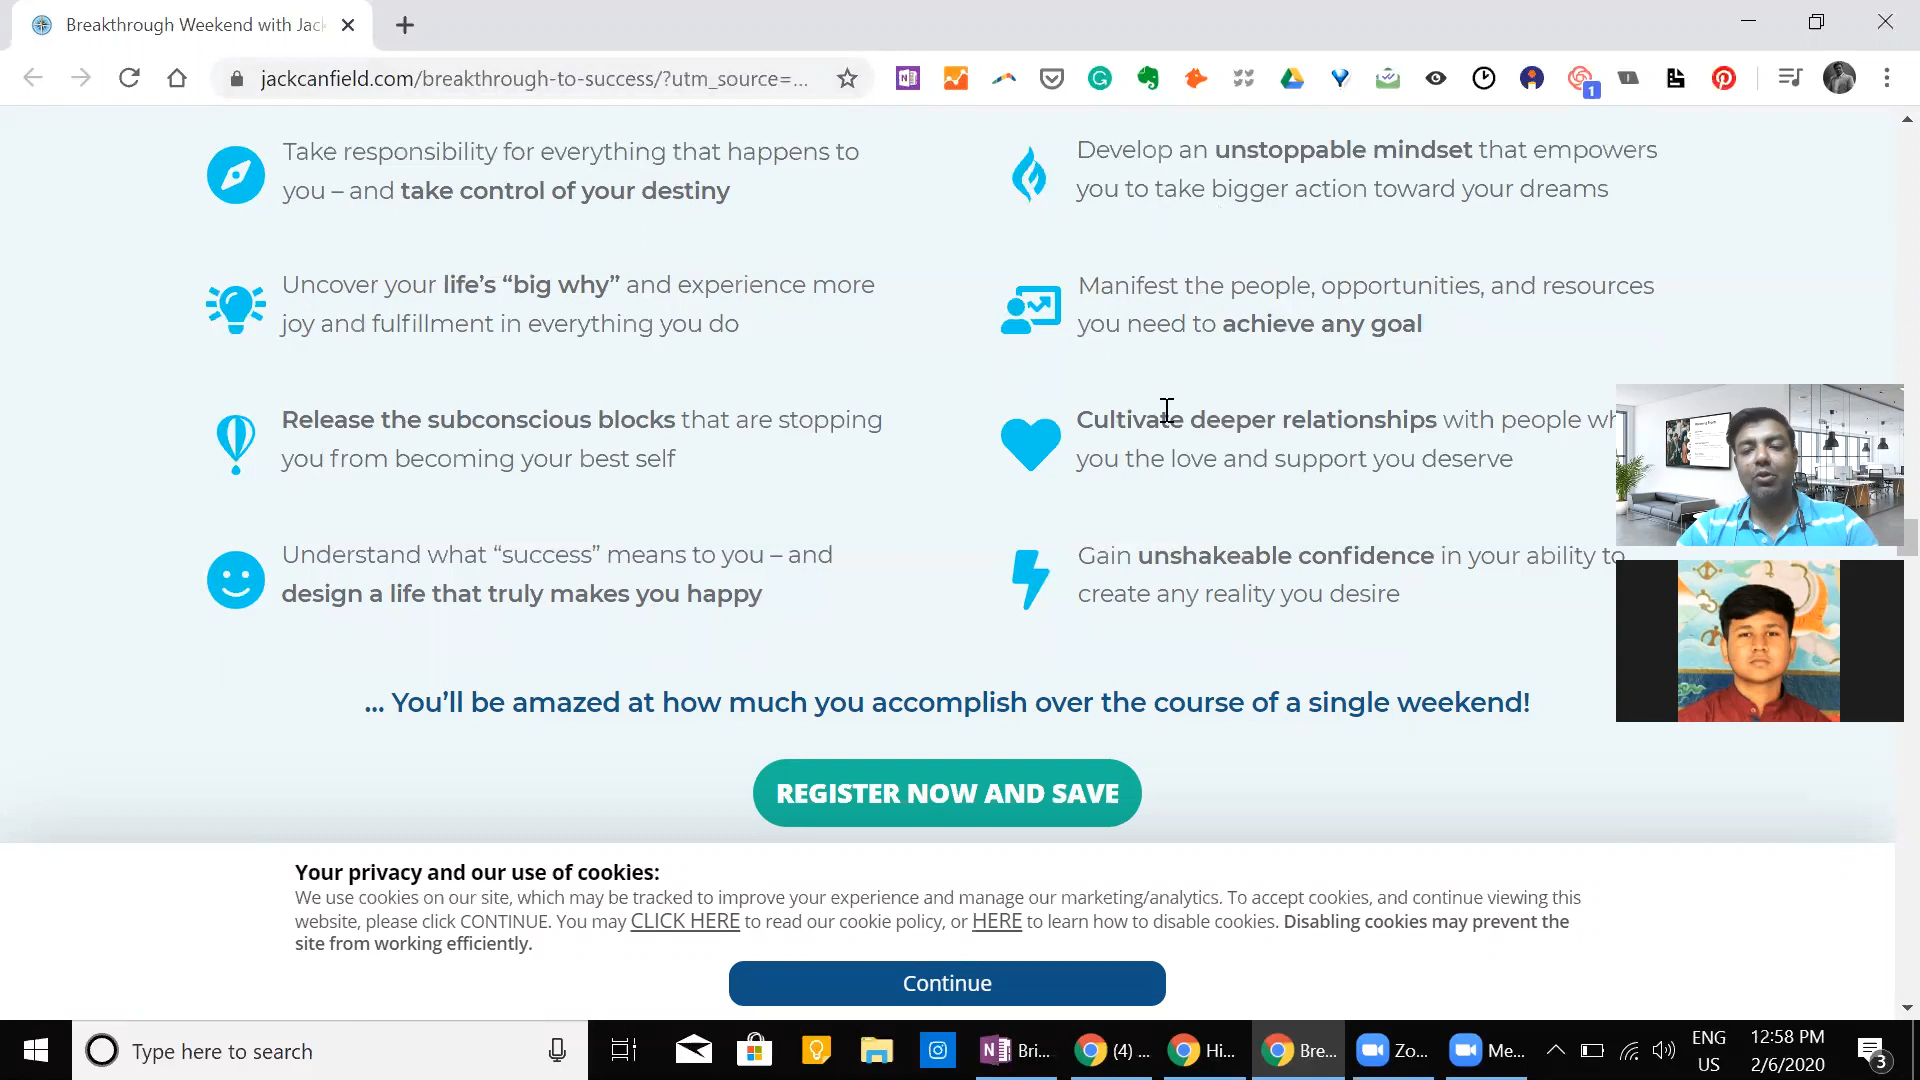 Breakthrough Weekend with Jac
jackcanfield.com/breakthrough-to-success/?utm_source=...
1
Take responsibility for everything that happens to
you – and take control of your destiny
Develop an unstoppable mindset that empowers
you to take bigger action toward your dreams
Uncover your life's “big why” and experience more
joy and fulfillment in everything you do
Manifest the people, opportunities, and resources
you need to achieve any goal
Release the subconscious blocks that are stopping
you from becoming your best self
Cultivate deeper relationships with people wh
you the love and support you deserve
Understand what “success” means to you – and
design a life that truly makes you happy
Gain unshakeable confidence in your ability to
create any reality you desire
... You'll be amazed at how much you accomplish over the course of a single weekend!
REGISTER NOW AND SAVE
Your privacy and our use of cookies:
We use cookies on our site, which may be tracked to improve your experience and manage our marketing/analytics. To accept cookies, and continue viewing this
website, please click CONTINUE. You may CLICK HERE to read our cookie policy, or HERE to learn how to disable cookies. Disabling cookies may prevent the
site from working efficiently.
Continue
Type here to search
Bri...
(4) ...
Hi...
Bre...
Zo...
Me...
ENG
US
12:58 PM
2/6/2020
3